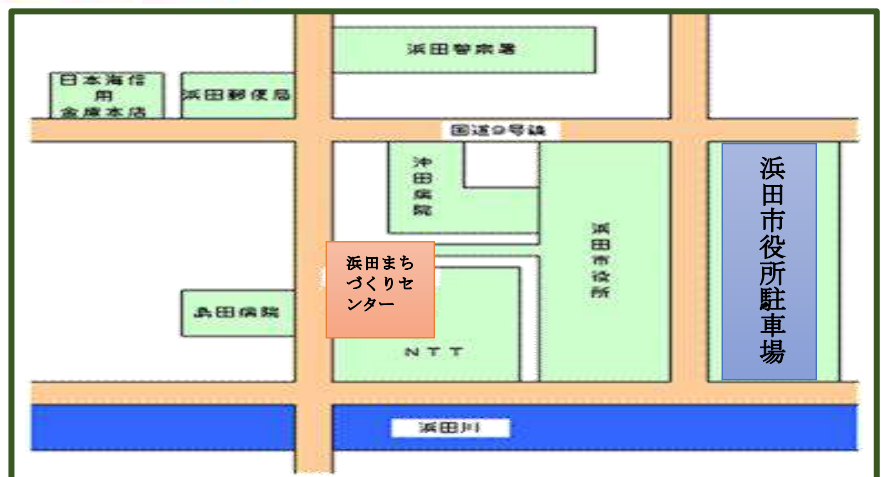 浜田警察署
日本海信
用
金庫本店
浜田郵便局
国道9号線
沖田病院
浜田市役所
浜田市役所駐車場
浜田まち
づくりセ
ンター
島田病院
NTT
浜田川